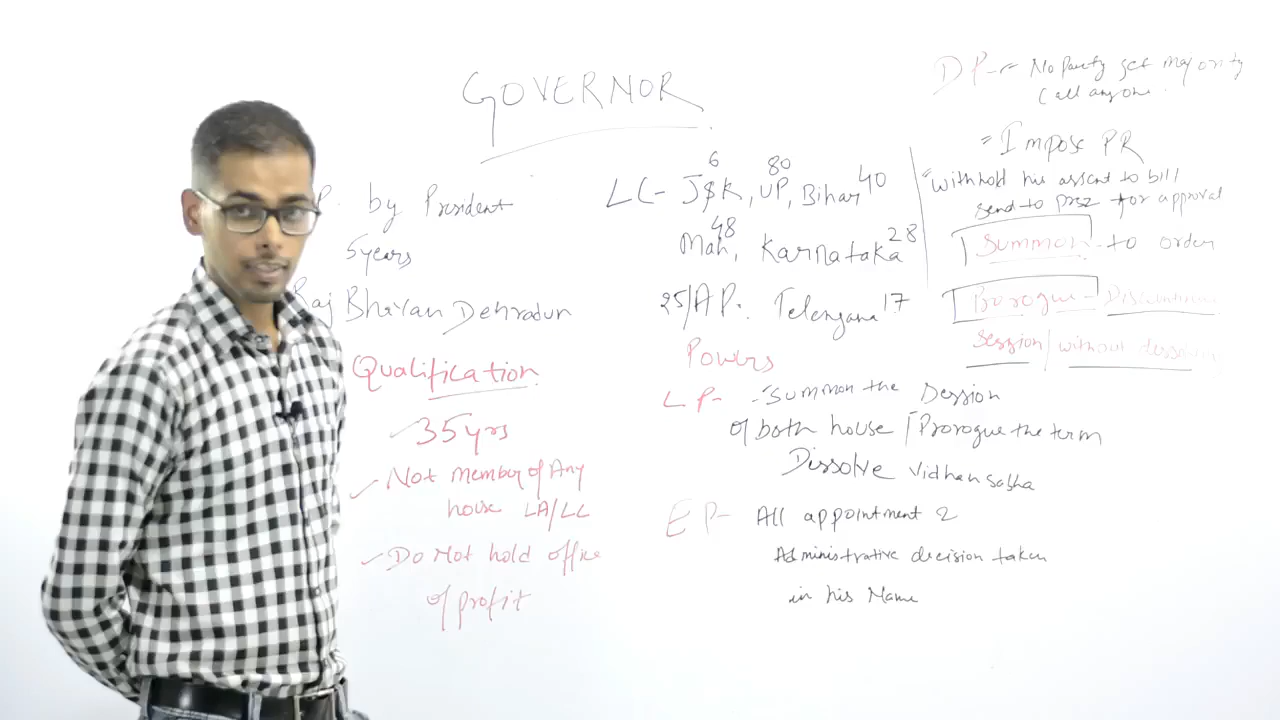 GOVERNOR
P. by President
5years
Raj Bhavan Dehradun
Qualification
35yrs
Not member of Any
house LA/LC
Do Not hold office
of profit
6 80
LC- J$K, UP, Bihar 40
48
Mah, Karnataka 28
25/AP. Telengana 17
Powers
LP- -"Summon the Session
of both house / Prorogue the term
Dissolve Vidhan sabha
EP- All appointment 2
Administrative decision taken
in his Name
DP- No Party get majority
Call anyone.
= Impose PR
"withhold his assent to bill
send to prez for approval
Summon - to order
Porogue -
session/without